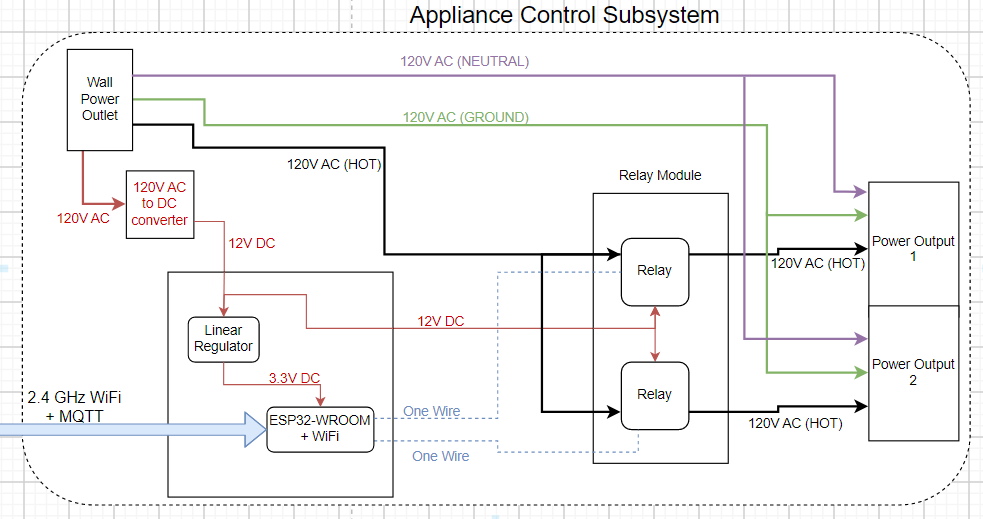 Appliance Control Subsystem
120V AC (NEUTRAL)
Wall
Power
Outlet
120V AC (GROUND)
120V AC (HOT)
Relay Module
120V AC
to DC
converter
120V AC
12V DC
Relay
120V AC (HOT)
Power Output
1
Linear
Regulator
12V DC
3.3V DC
Relay
Power Output
2
2.4 GHz WiFi
+ MQTT
ESP32-WROOM
+ WiFi
One Wire
One Wire
120V AC (HOT)